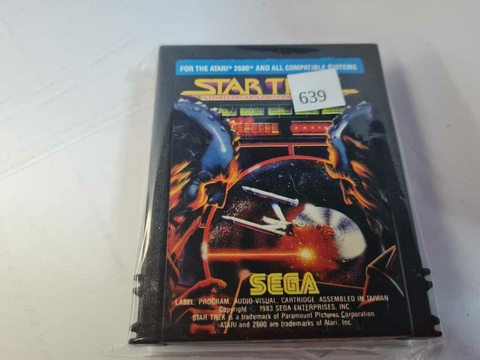 FOR THE ATARI® 2600™ AND ALL COMPATIBLE SYSTEMS
STAR TREK
639
SEGA
LABEL, PROGRAM, AUDIO-VISUAL, CARTRIDGE ASSEMBLED IN TAIWAN
Copyright 1983 SEGA ENTERPRISES, INC.
STAR TREK is a trademark of Paramount Pictures Corporation.
ATARI and 2600 are trademarks of Atari, Inc.